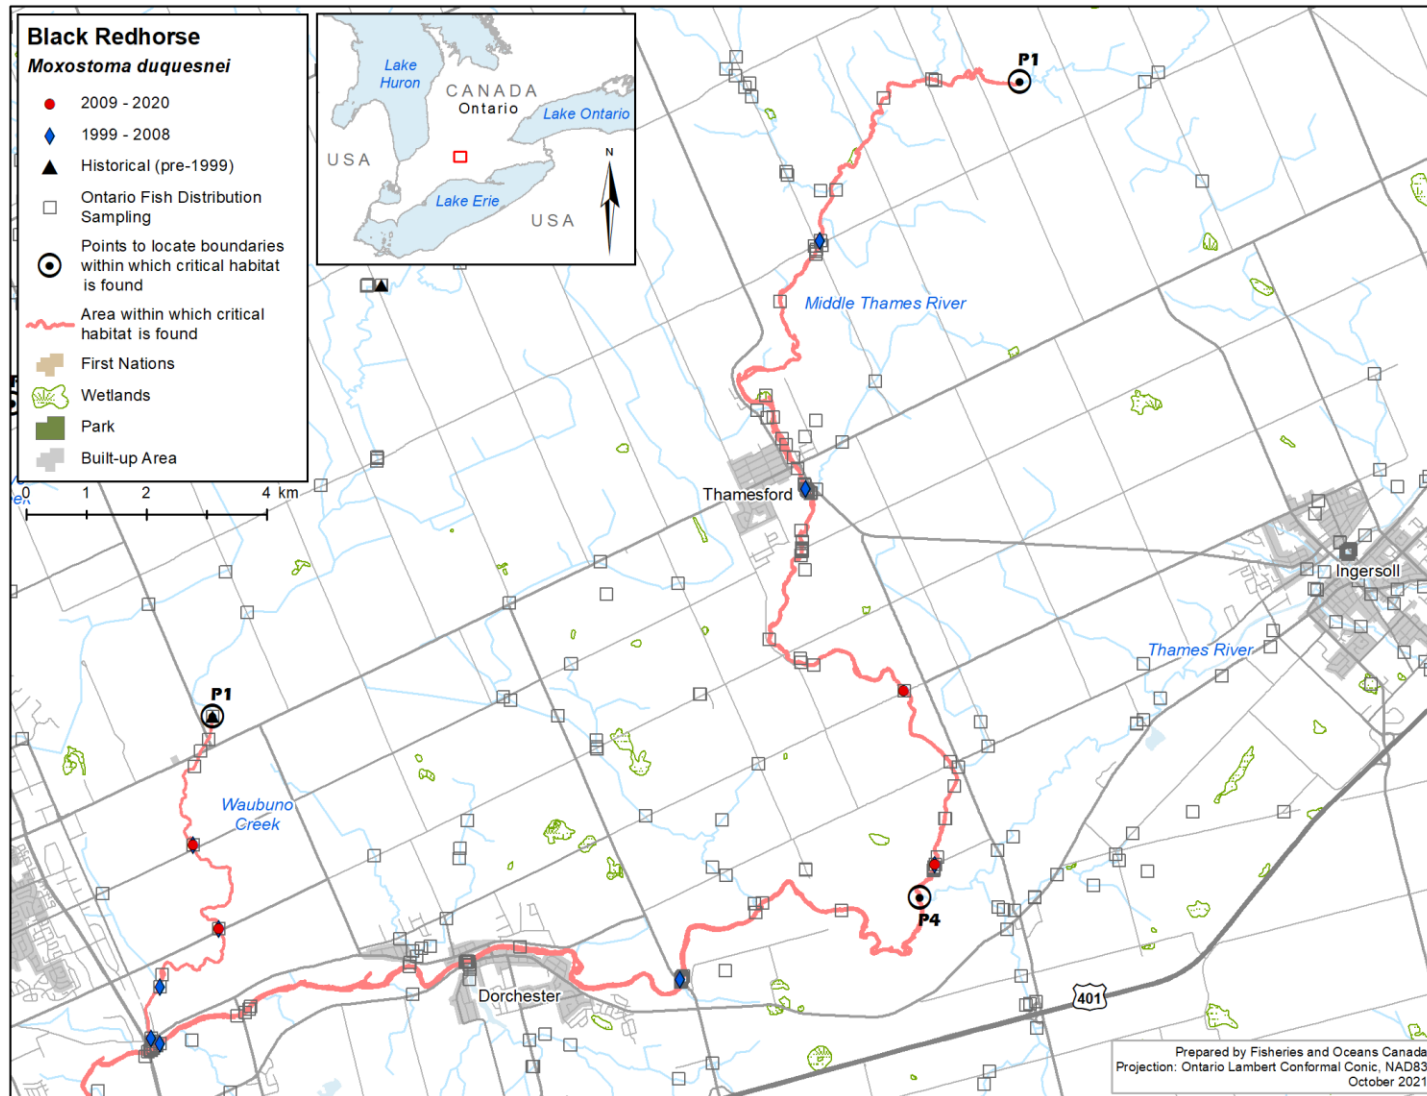 Black Redhorse
Moxostoma duquesnei
2009 - 2020
1999 - 2008
Historical (pre-1999)
Ontario Fish Distribution
Sampling
Points to locate boundaries
within which critical habitat
is found
Area within which critical
habitat is found
First Nations
Wetlands
Park
Built-up Area
0 1 2 4 km
Lake
Huron
CANADA
Ontario
Lake Ontario
USA
N
Lake Erie
USA
P1
Middle Thames River
Thamesford
Ingersoll
Thames River
P1
Waubuno
Creek
P4
Dorchester
401
Prepared by Fisheries and Oceans Canada
Projection: Ontario Lambert Conformal Conic, NAD83
October 2021